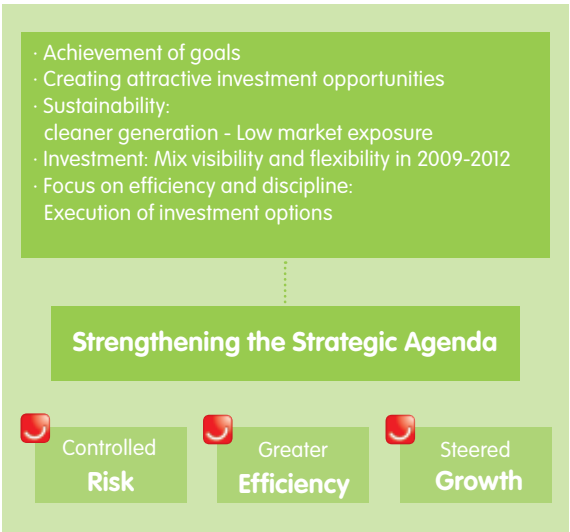 · Achievement of goals
· Creating attractive investment opportunities
· Sustainability:
cleaner generation - Low market exposure
· Investment: Mix visibility and flexibility in 2009-2012
· Focus on efficiency and discipline:
Execution of investment options
Strengthening the Strategic Agenda
Controlled
Risk
Greater
Efficiency
Steered
Growth